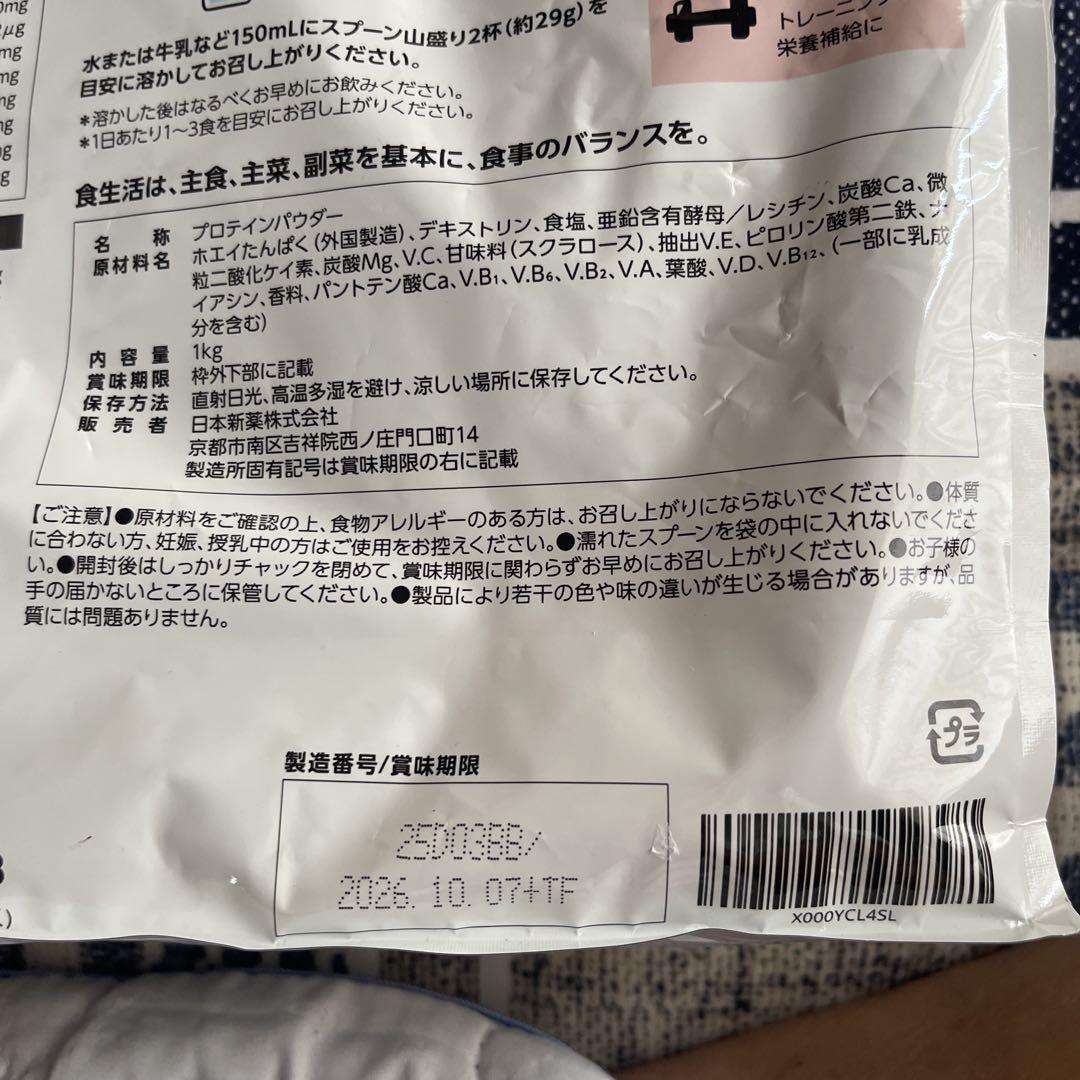 mg
μg
mg
mg
mg
g
水または牛乳など150mLにスプーン山盛り2杯(約29g)を
目安に溶かしてお召し上がりください。
*溶かした後はなるべくお早めにお飲みください。
*1日あたり1~3食を目安にお召し上がりください。
トレーニング
栄養補給に
食生活は、主食、主菜、副菜を基本に、食事のバランスを。
名称 プロテインパウダー
原材料名 ホエイたんぱく(外国製造)、デキストリン、食塩、亜鉛含有酵母/レシチン、炭酸Ca、微
粒二酸化ケイ素、炭酸Mg、V.C、甘味料(スクラロース)、抽出V.E、ピロリン酸第二鉄、ナ
イアシン、香料、パントテン酸Ca、V.B₁、V.B₆、V.B₂、V.A、葉酸、V.D、V.B₁₂、(一部に乳成
分を含む)
内容量 1kg
賞味期限 枠外下部に記載
保存方法 直射日光、高温多湿を避け、涼しい場所に保存してください。
販売者 日本新薬株式会社
京都市南区吉祥院西ノ庄門口町14
製造所固有記号は賞味期限の右に記載
【ご注意】●原材料をご確認の上、食物アレルギーのある方は、お召し上がりにならないでください。●体質
に合わない方、妊娠、授乳中の方はご使用をお控えください。●濡れたスプーンを袋の中に入れないでくださ
い。●開封後はしっかりチャックを閉めて、賞味期限に関わらずお早めにお召し上がりください。●お子様の
手の届かないところに保管してください。●製品により若干の色や味の違いが生じる場合がありますが、品
質には問題ありません。
プラ
製造番号/賞味期限
25D03BB/
2026.10.07+TF
X000YCL4SL